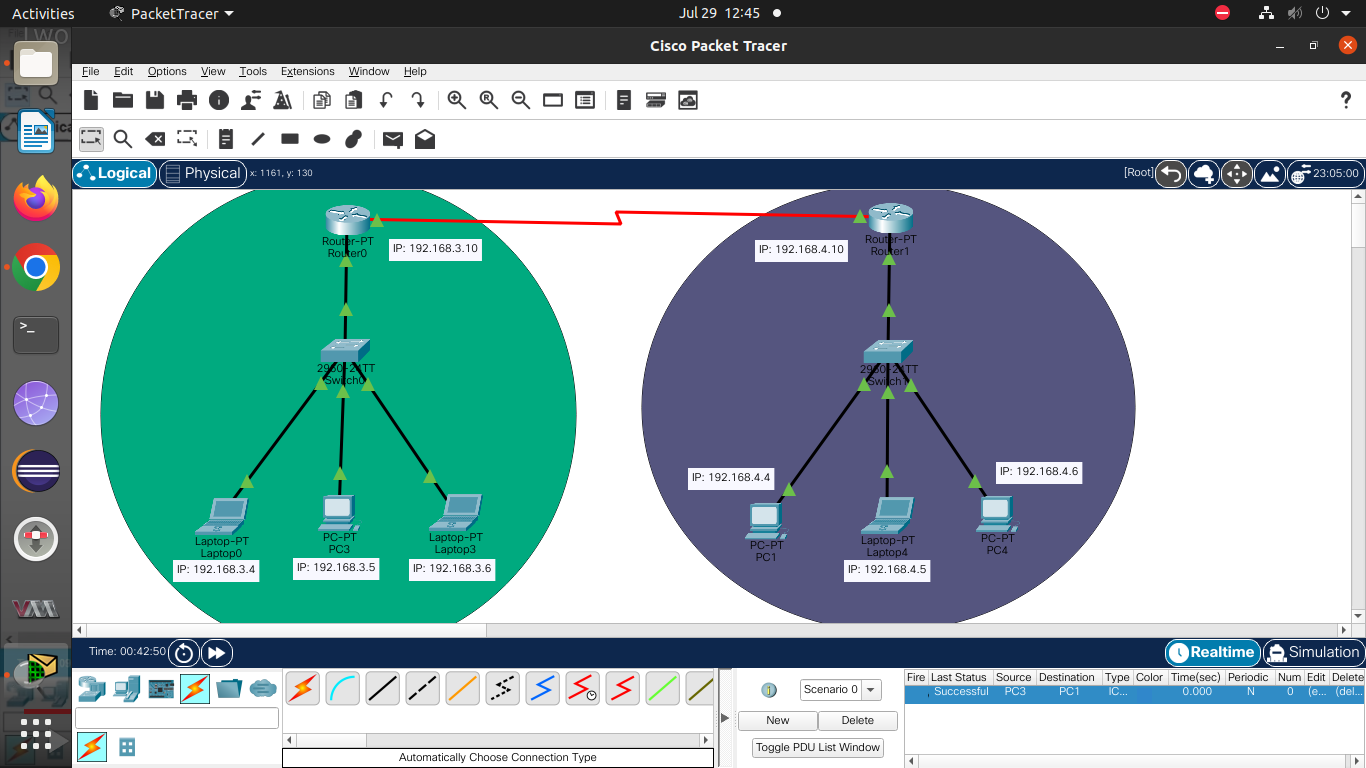 Activities
PacketTracer
Jul 29 12:45
Cisco Packet Tracer
File Edit Options View Tools Extensions Window Help
?
Logical
Physical
x: 1161, y: 130
[Root]
23:05:00
Router-PT
Router0
IP: 192.168.3.10
IP: 192.168.4.10
Router-PT
Router1
2950-24TT
Switch0
2950-24TT
Switch1
Laptop-PT
Laptop0
IP: 192.168.3.4
PC-PT
PC3
IP: 192.168.3.5
Laptop-PT
Laptop3
IP: 192.168.3.6
IP: 192.168.4.4
PC-PT
PC1
Laptop-PT
Laptop4
IP: 192.168.4.5
IP: 192.168.4.6
PC-PT
PC4
Time: 00:42:50
Realtime
Simulation
Automatically Choose Connection Type
Scenario 0
New
Delete
Toggle PDU List Window
Fire Last Status Source Destination Type Color Time(sec) Periodic Num Edit Delete
Successful PC3 PC1 IC... 0.000 N 0 (e... (del...